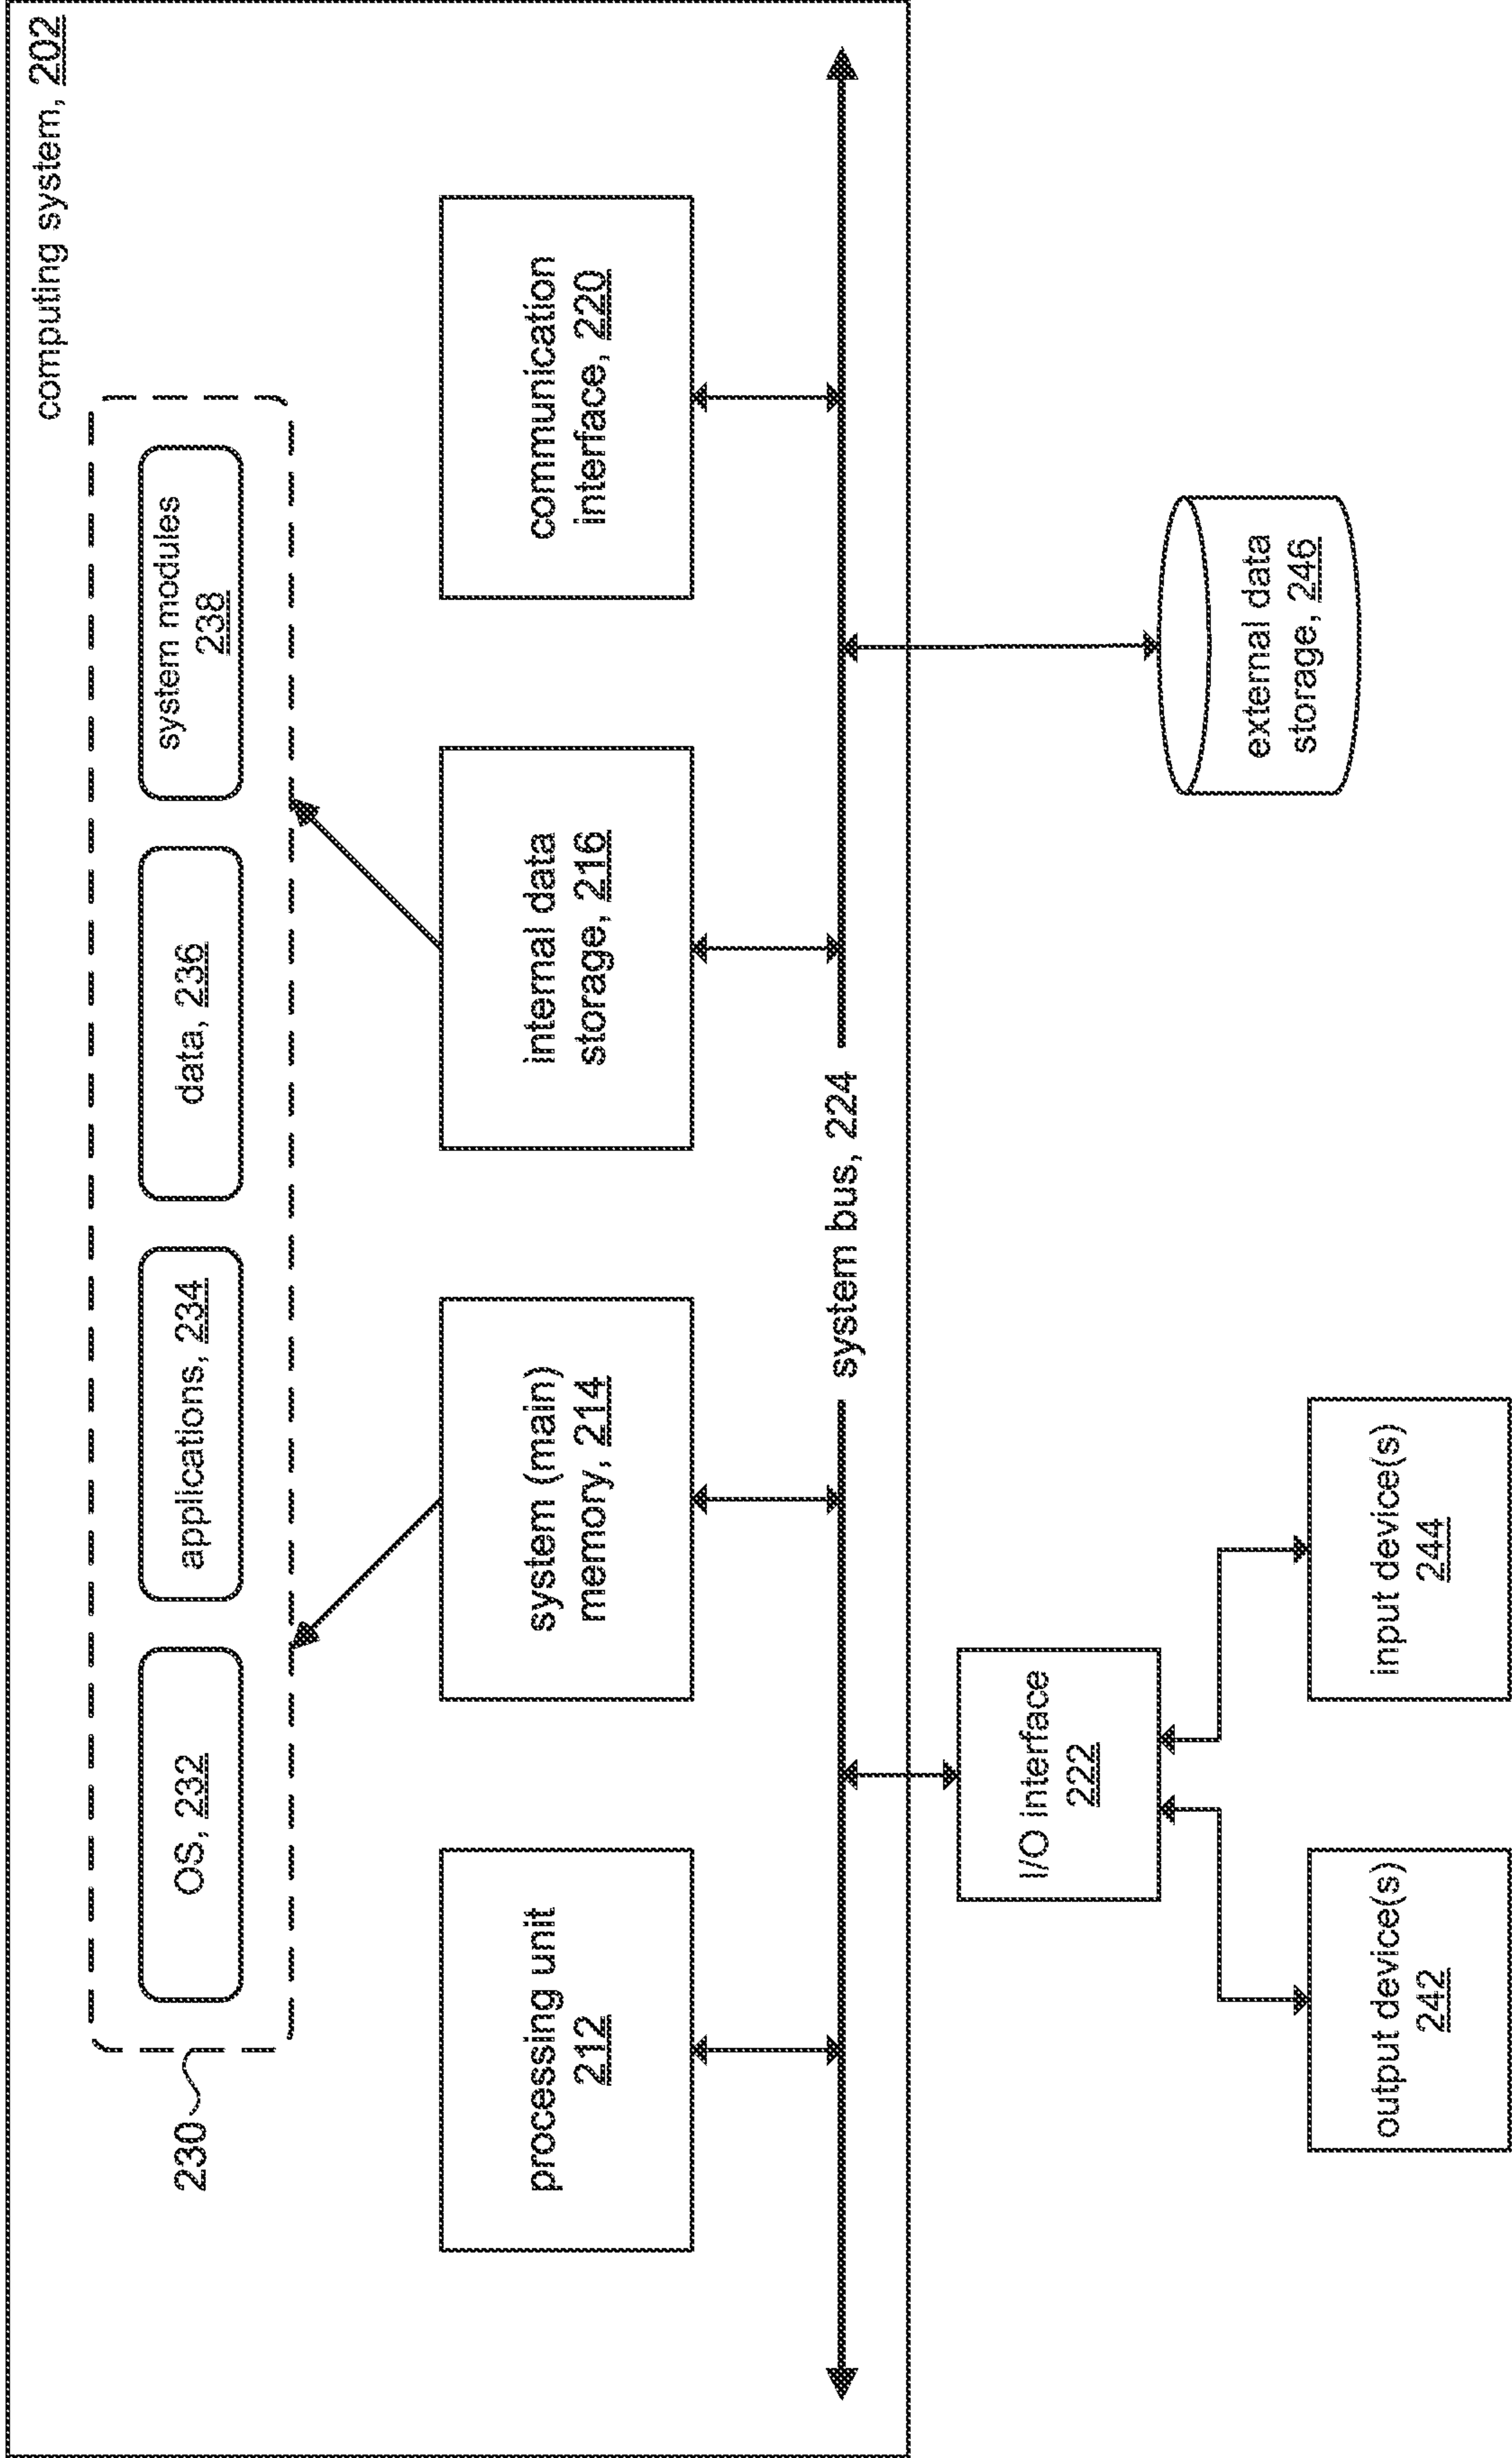 computing system, 202
230
OS, 232
applications, 234
data, 236
system modules
238
processing unit
212
system (main)
memory, 214
internal data
storage, 216
communication
interface, 220
system bus, 224
I/O interface
222
external data
storage, 246
output device(s)
242
input device(s)
244